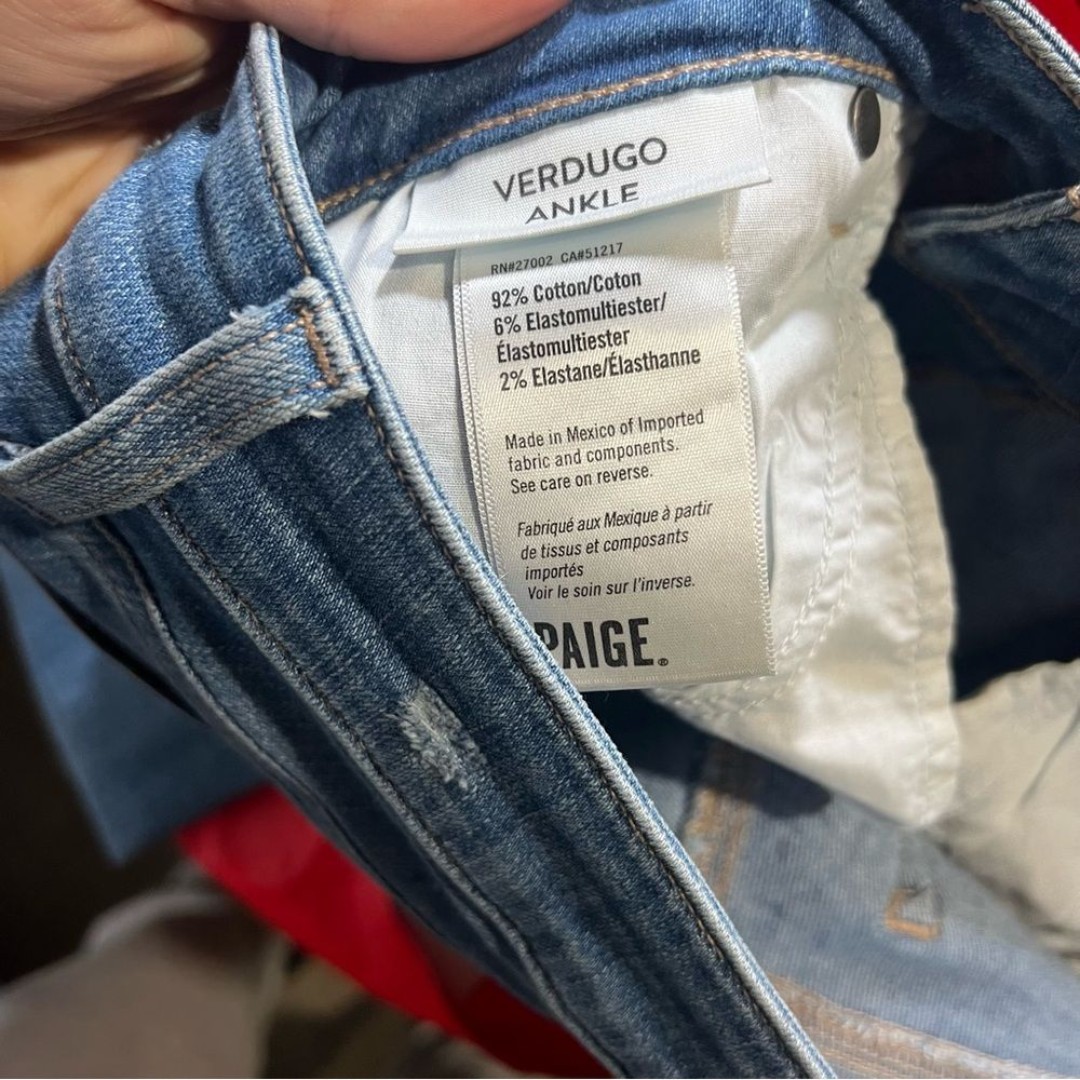 VERDUGO
ANKLE
RN#27002 CA#51217
92% Cotton/Coton
6% Elastomultiester/
Élastomultiester
2% Elastane/Élasthanne
Made in Mexico of Imported
fabric and components.
See care on reverse.
Fabriqué aux Mexique à partir
de tissus et composants
importés
Voir le soin sur l'inverse.
PAIGE®